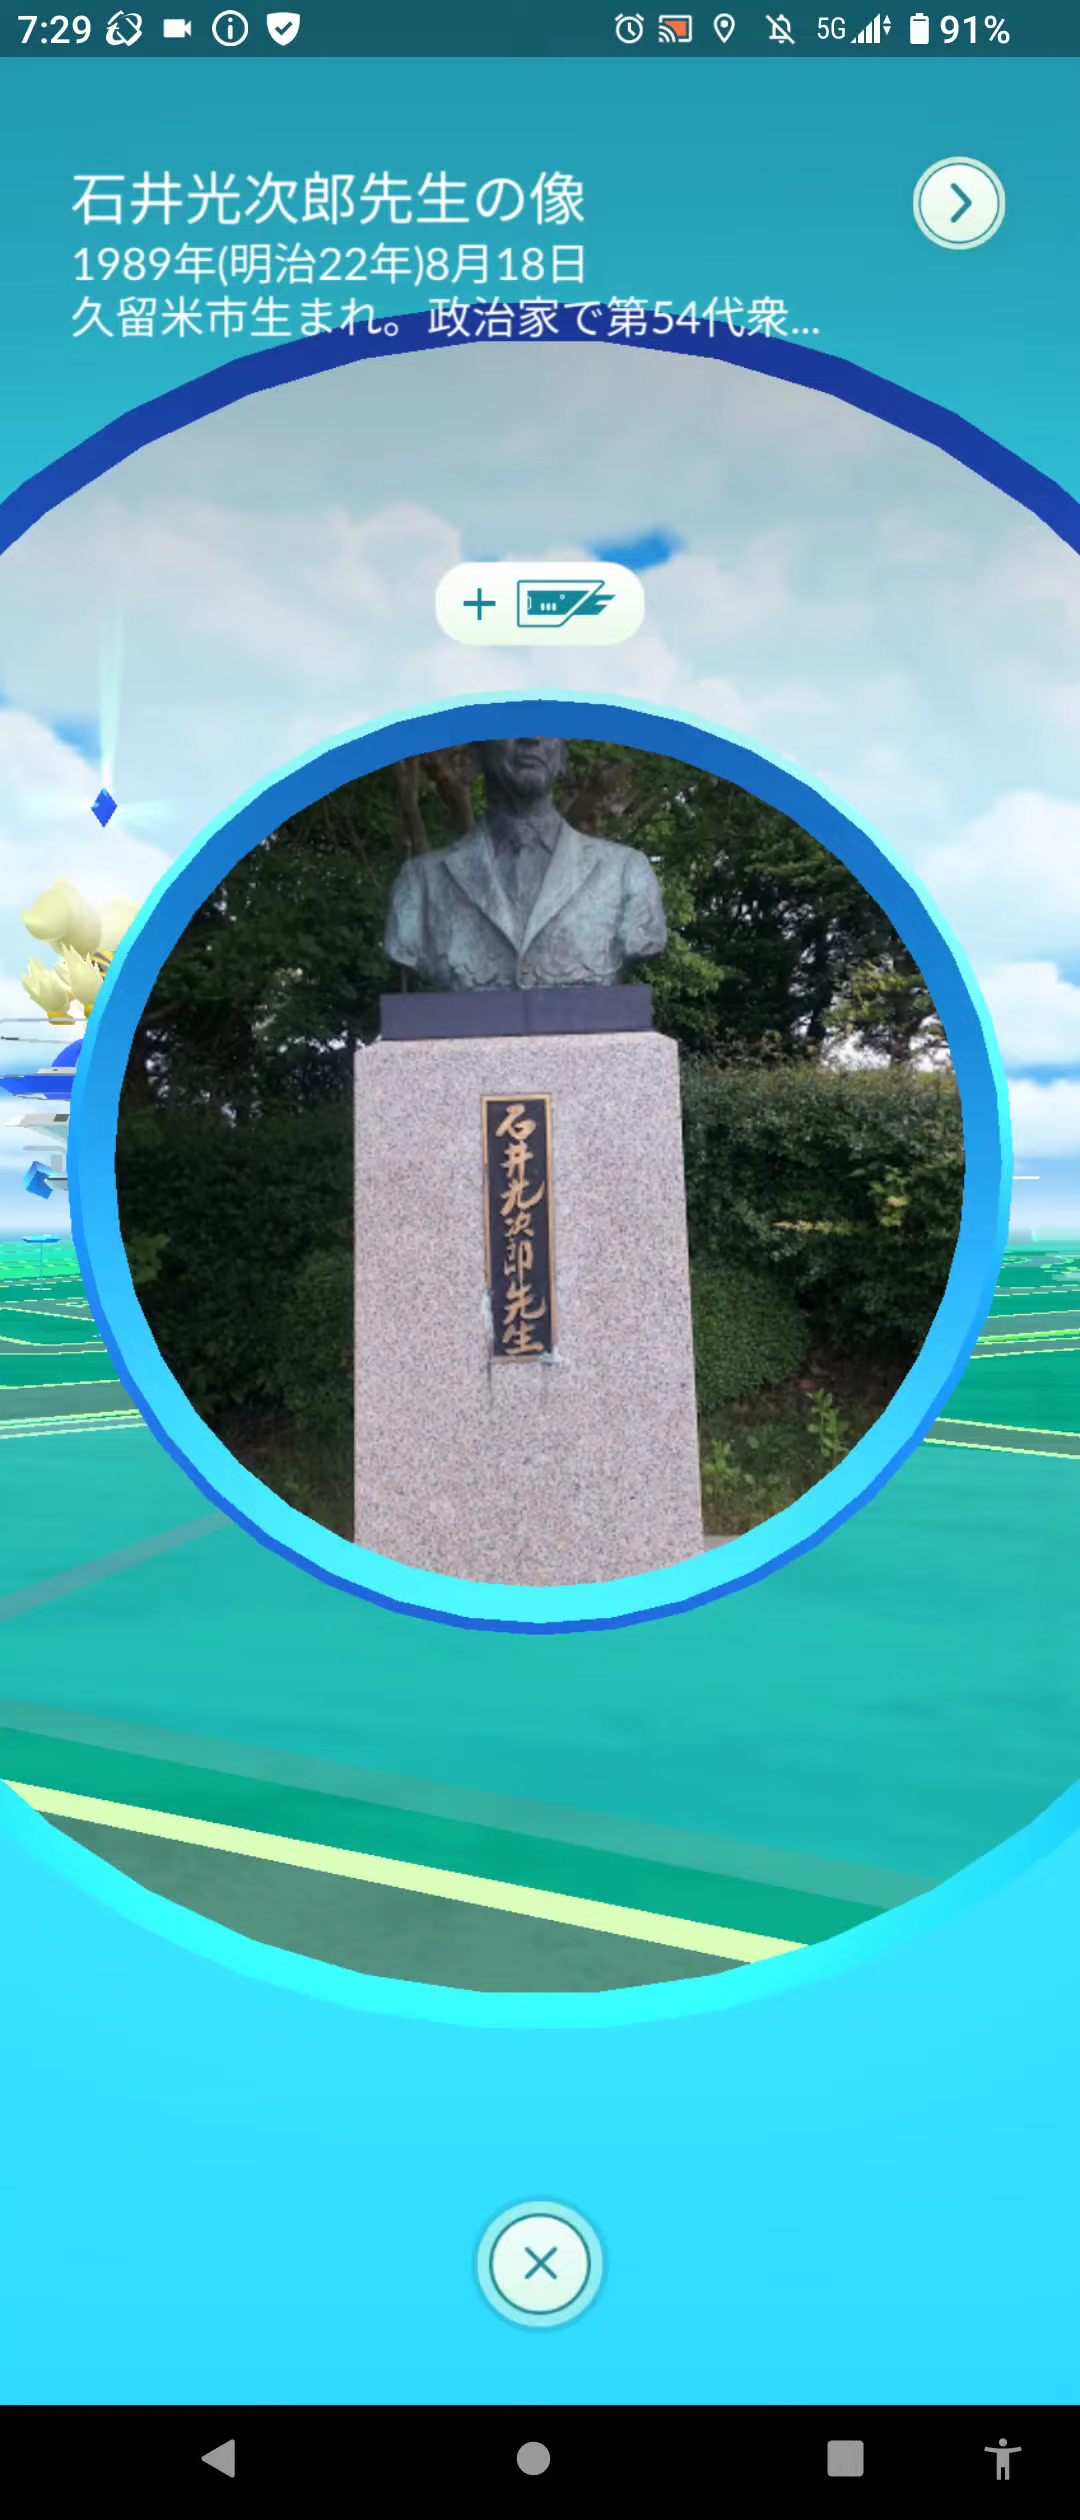 7:29
5G
91%
石井光次郎先生の像
1989年(明治22年)8月18日
久留米市生まれ。政治家で第54代衆...
石井光次郎先生